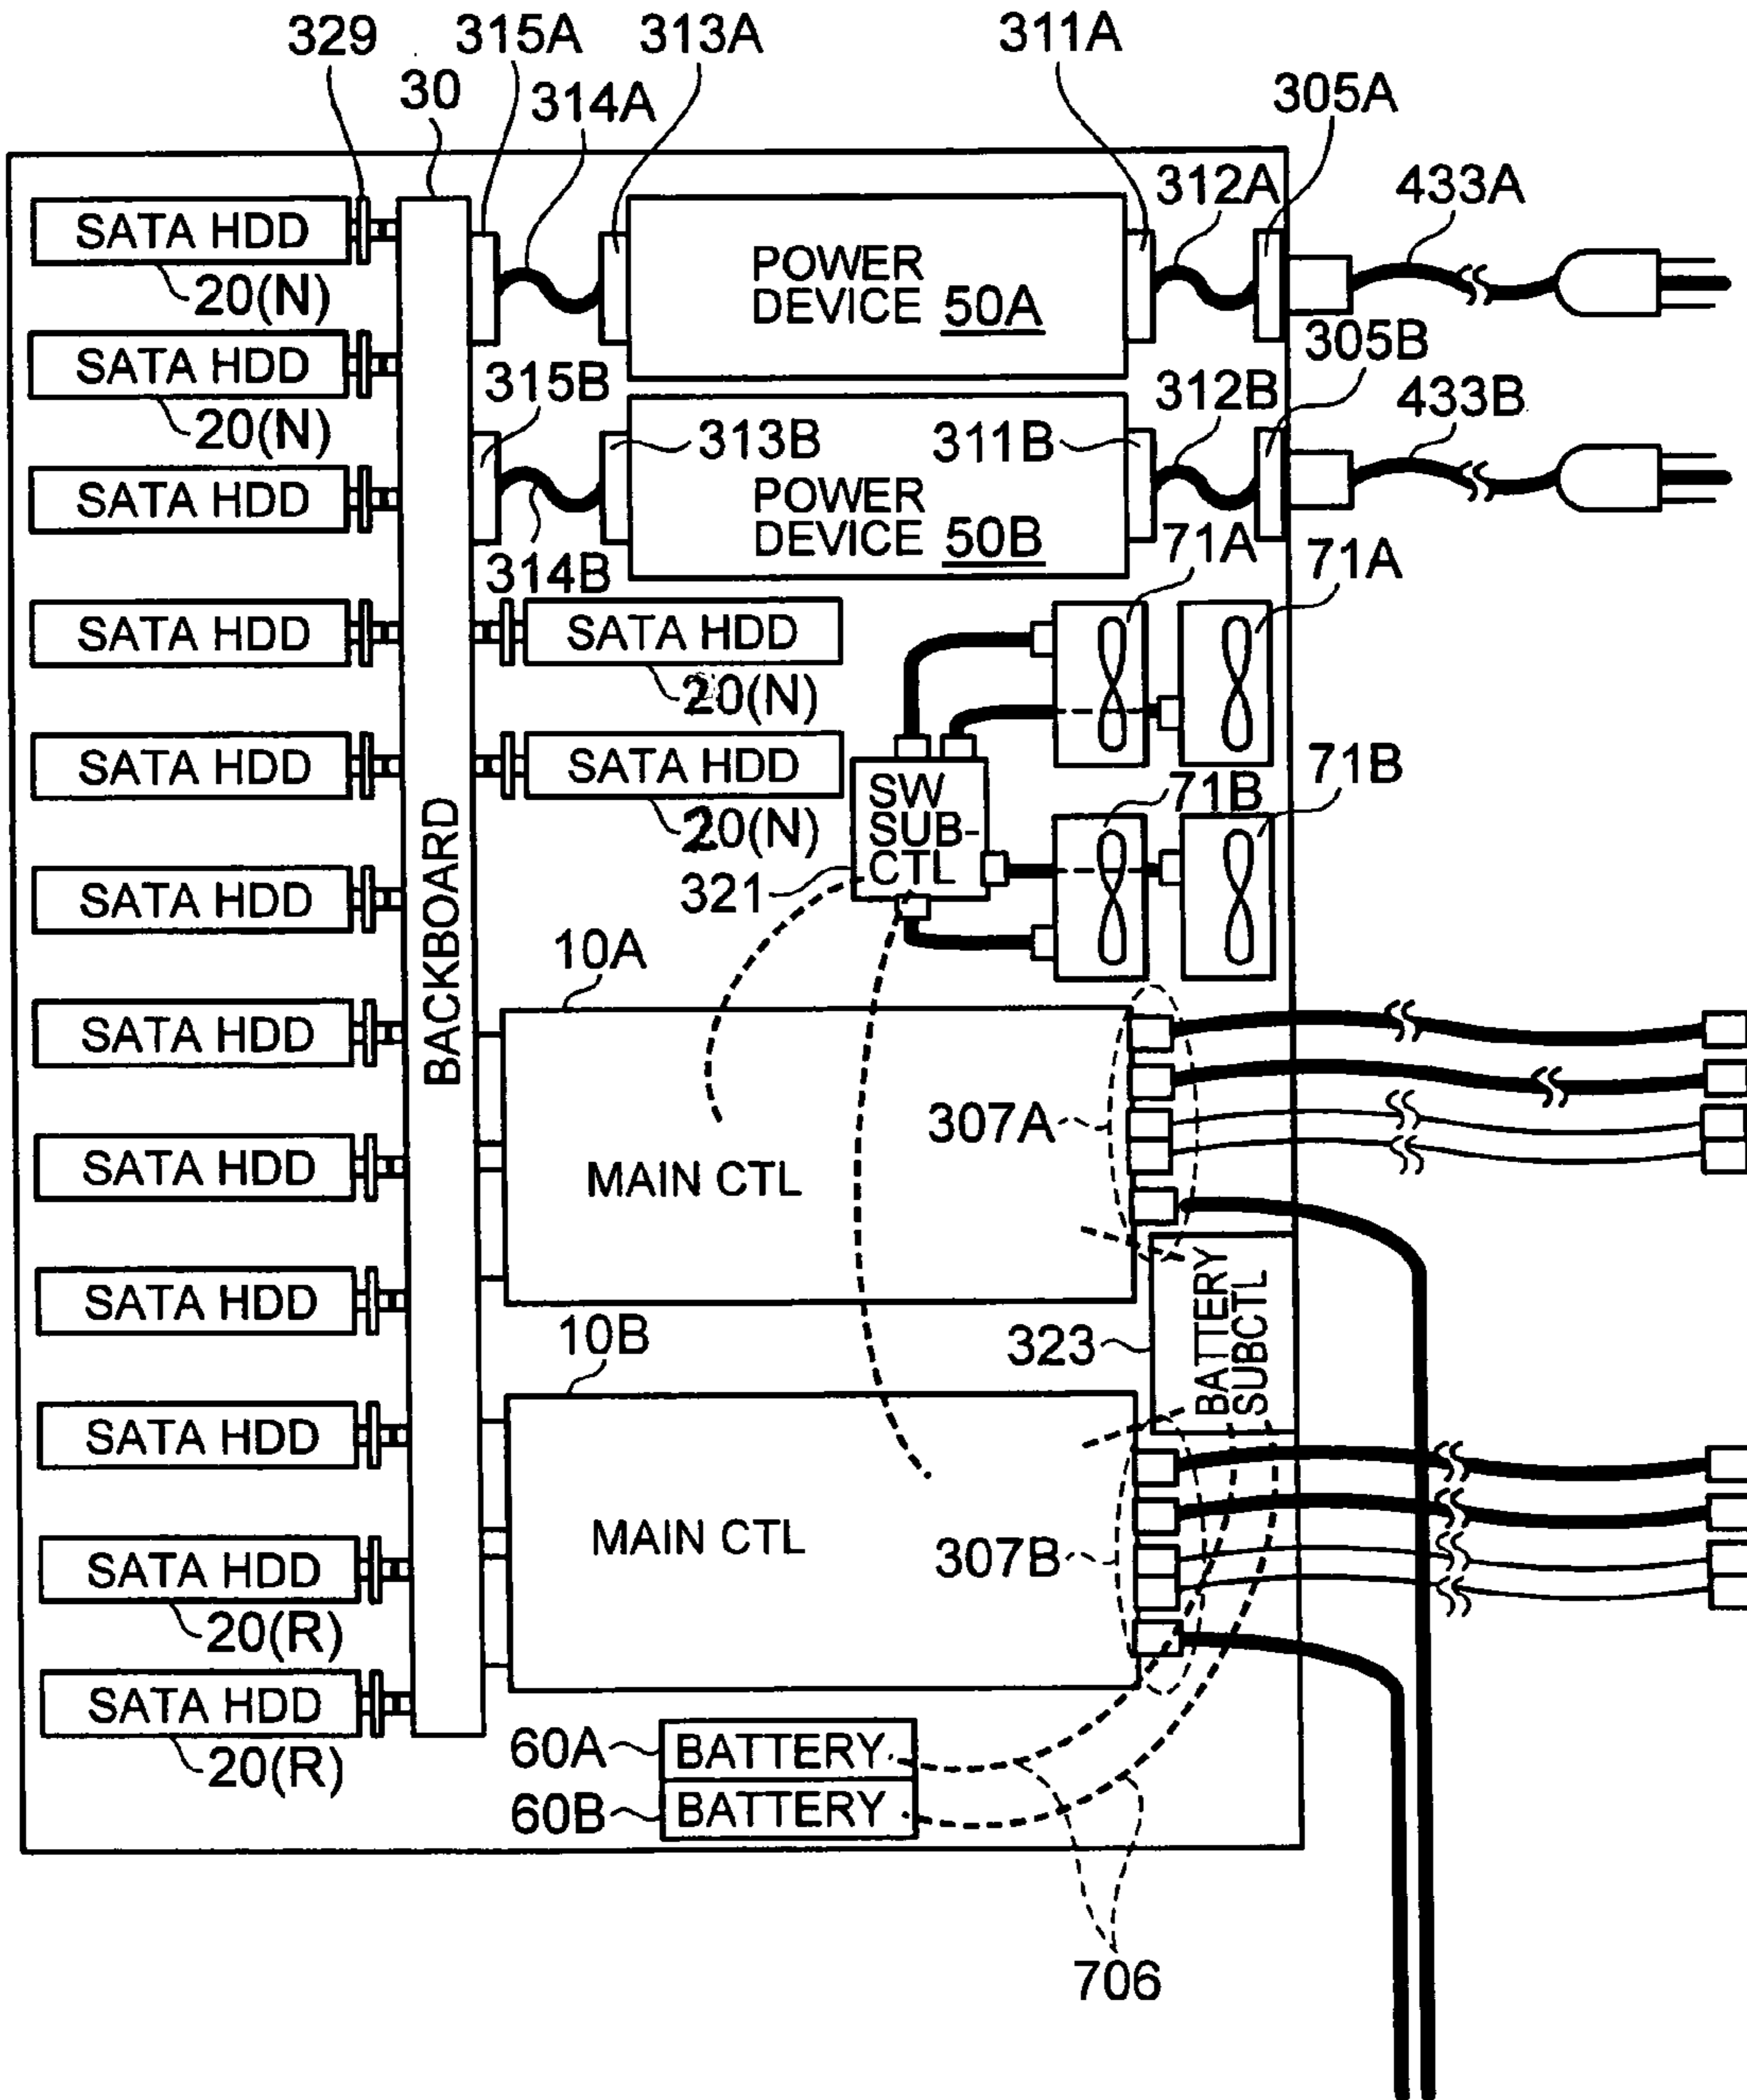 329
315A
313A
311A
30
314A
305A
312A
433A
SATA HDD
20(N)
POWER
DEVICE 50A
SATA HDD
20(N)
315B
305B
312B
433B
313B
311B
SATA HDD
POWER
DEVICE 50B
314B
71A
71A
SATA HDD
SATA HDD
20(N)
SATA HDD
SATA HDD
20(N)
SW
SUB-
CTL
321
71B
71B
BACKBOARD
SATA HDD
10A
SATA HDD
307A
SATA HDD
MAIN CTL
SATA HDD
10B
323
BATTERY
SUBCTL
SATA HDD
MAIN CTL
307B
SATA HDD
20(R)
SATA HDD
20(R)
60A
BATTERY
60B
BATTERY
706